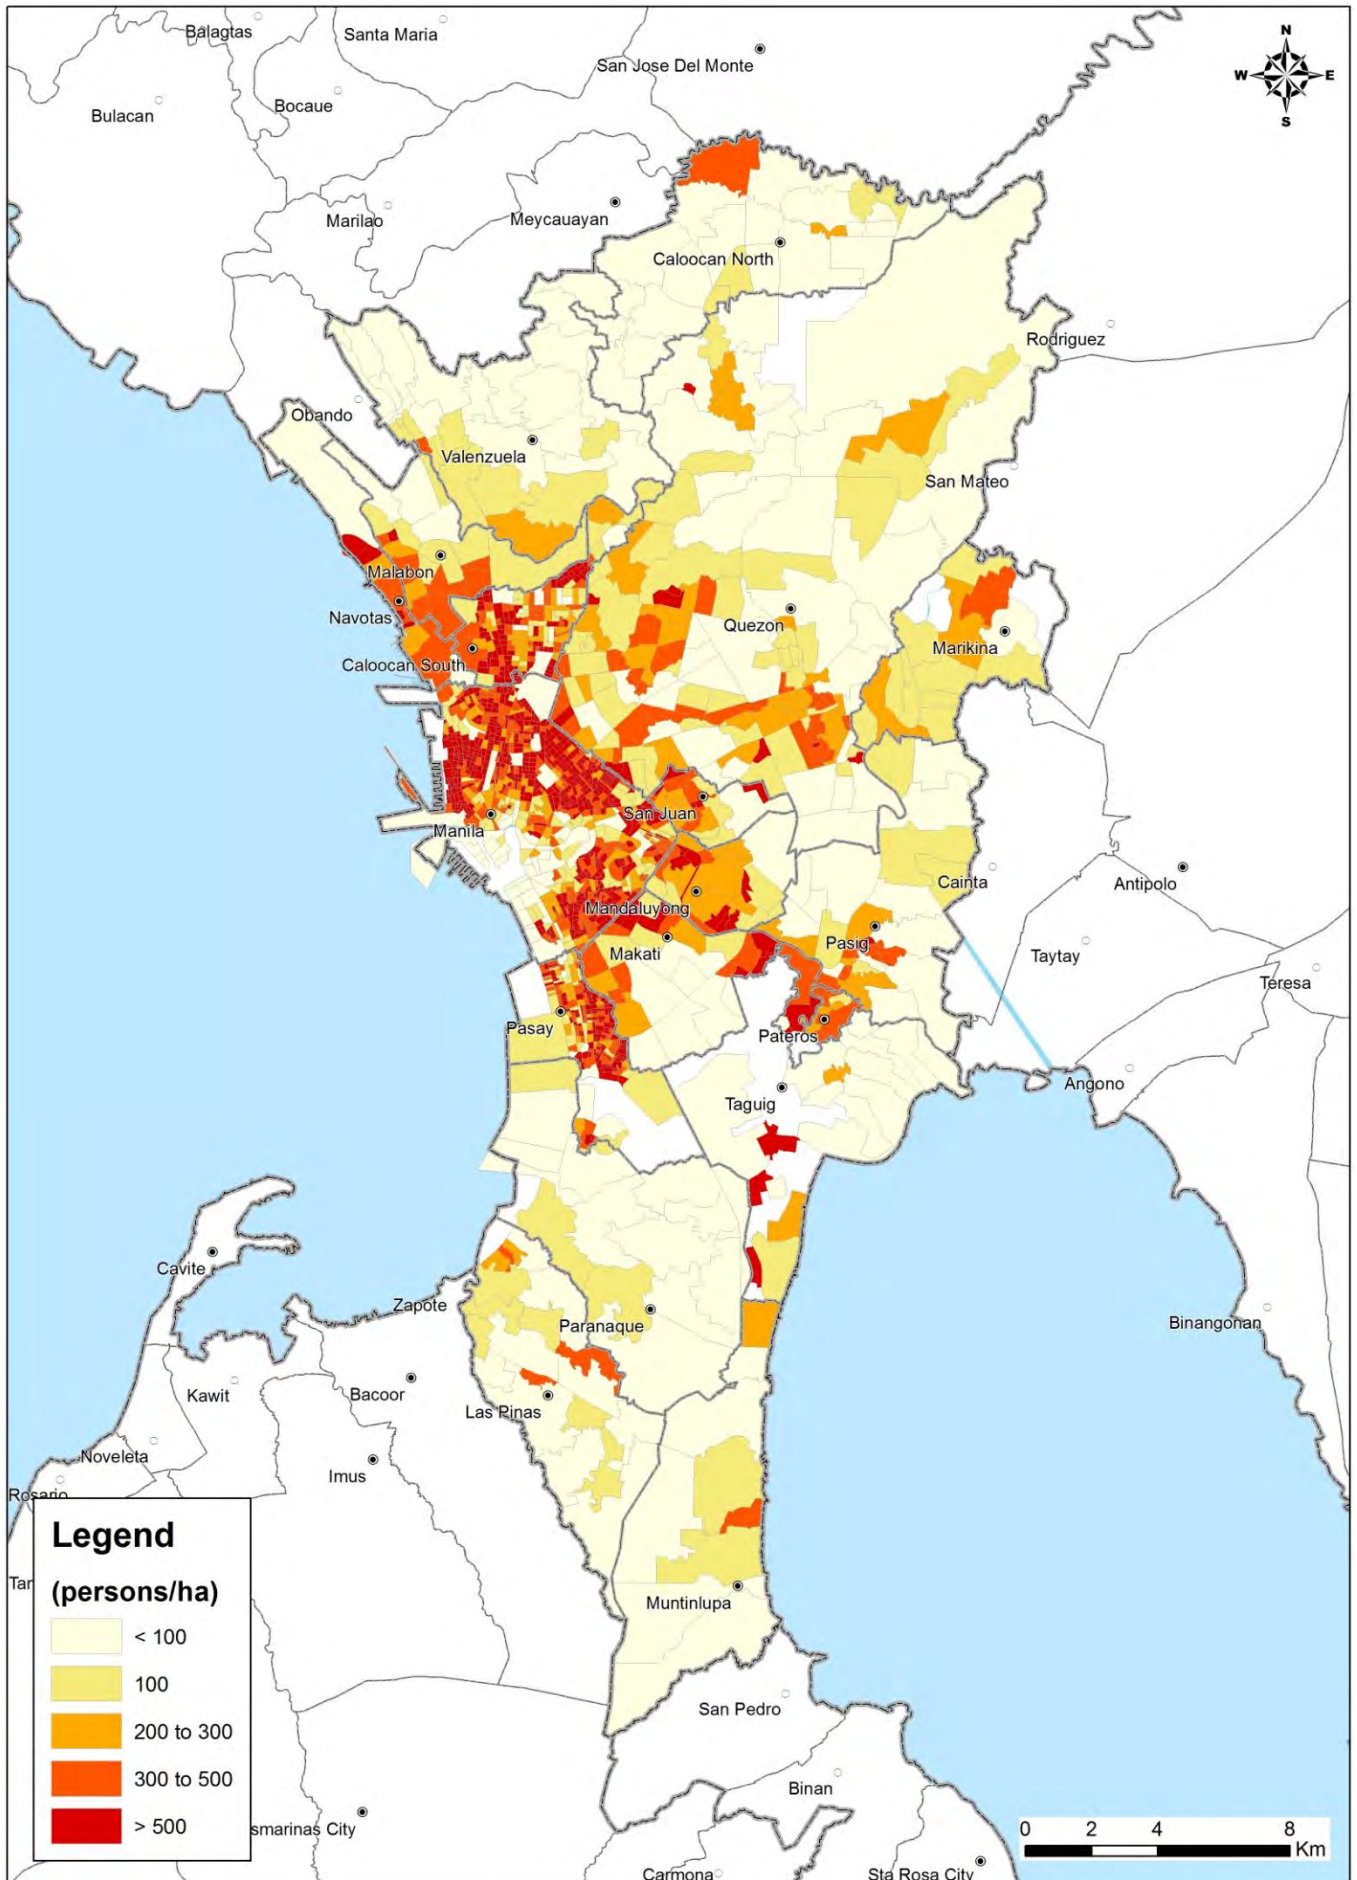 Balagtas
Santa Maria
N
San Jose Del Monte
W
E
Bulacan
Bocaue
S
Marilao
Meycauayan
Caloocan North
Rodriguez
Obando
Valenzuela
San Mateo
Malabon
Navotas
Quezon
Marikina
Caloocan South
San Juan
Manila
Cainta
Antipolo
Mandaluyong
Pasig
Makati
Taytay
Teresa
Pasay
Pateros
Angono
Taguig
Cavite
Zapote
Paranaque
Binangonan
Kawit
Bacoor
Las Pinas
Noveleta
Imus
Rosario
Legend
(persons/ha)
Tar
Muntinlupa
< 100
100
San Pedro
200 to 300
300 to 500
Binan
> 500
smarinas City
0 2 4 8
Km
Carmona
Sta Rosa City